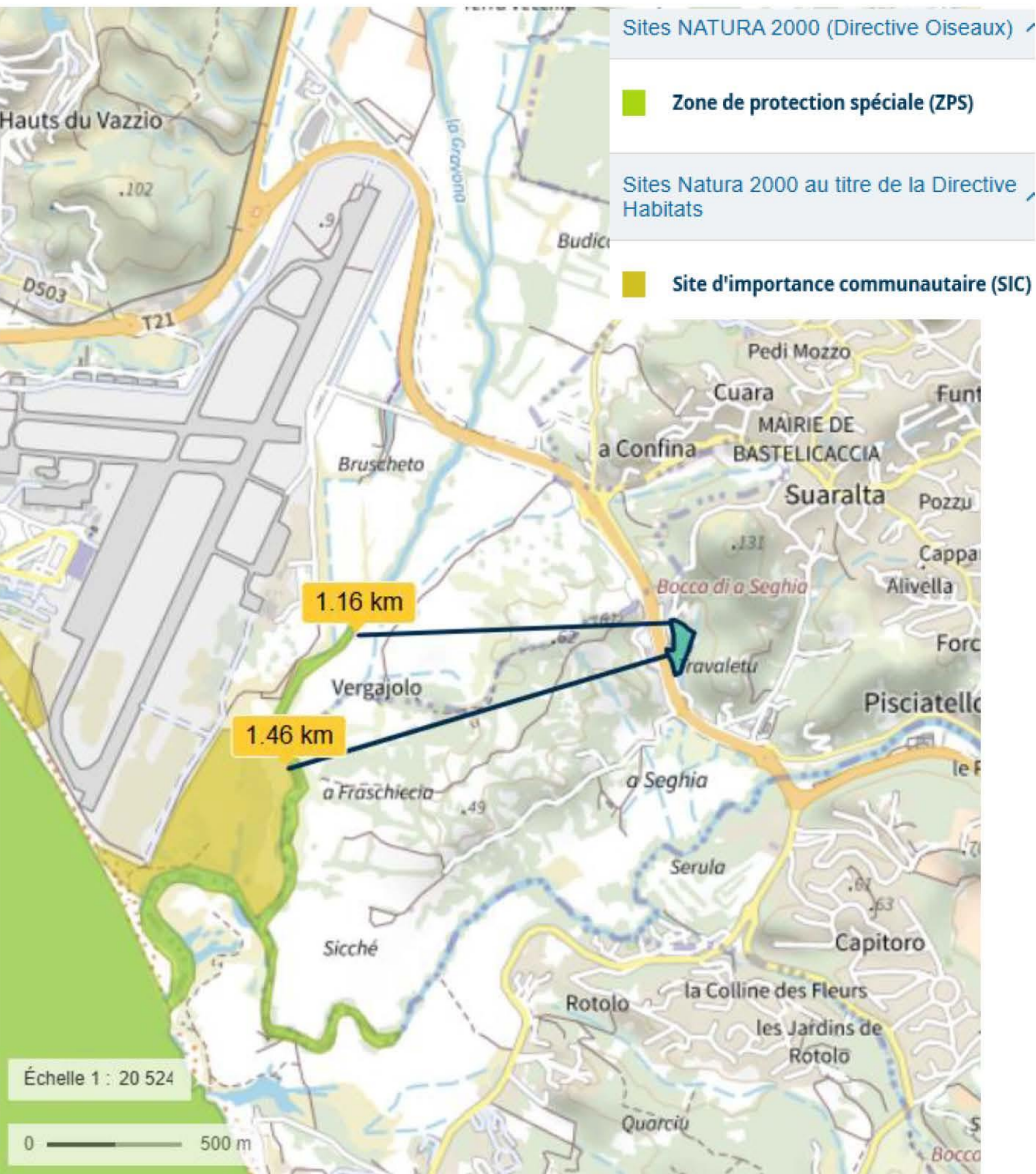 Sites NATURA 2000 (Directive Oiseaux)
Zone de protection spéciale (ZPS)
Sites Natura 2000 au titre de la Directive
Habitats
Site d'importance communautaire (SIC)
Hauts du Vazzio
la Gravona
.102
.9
D503
T21
Pedi Mozzo
Cuara
MAIRIE DE
BASTELICACCIA
a Confina
Bruscheto
Suaralta
Pozzu
.131
Bocca di a Seghia
Alivella
1.16 km
.62
Vergajolo
Pisciatello
1.46 km
a Fraschiecia
.49
a Seghia
Serula
.61
.63
Capitoro
Sicché
Rotolo
la Colline des Fleurs
les Jardins de
Rotolo
Échelle 1 : 20 524
0
500 m
Quarciu
Bocca